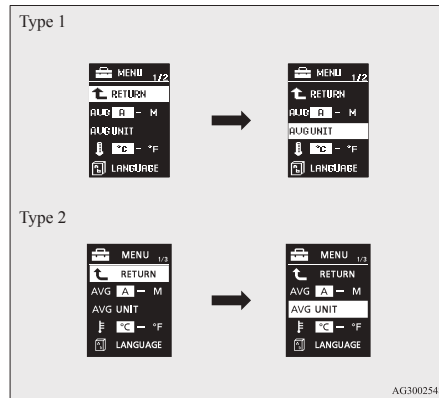 Type 1
MENU 1/2
RETURN
AVG A - M
AVG UNIT
°C - °F
LANGUAGE
MENU 1/2
RETURN
AVG A - M
AVG UNIT
°C - °F
LANGUAGE
Type 2
MENU 1/3
RETURN
AVG A - M
AVG UNIT
°C - °F
LANGUAGE
MENU 1/3
RETURN
AVG A - M
AVG UNIT
°C - °F
LANGUAGE
AG300254